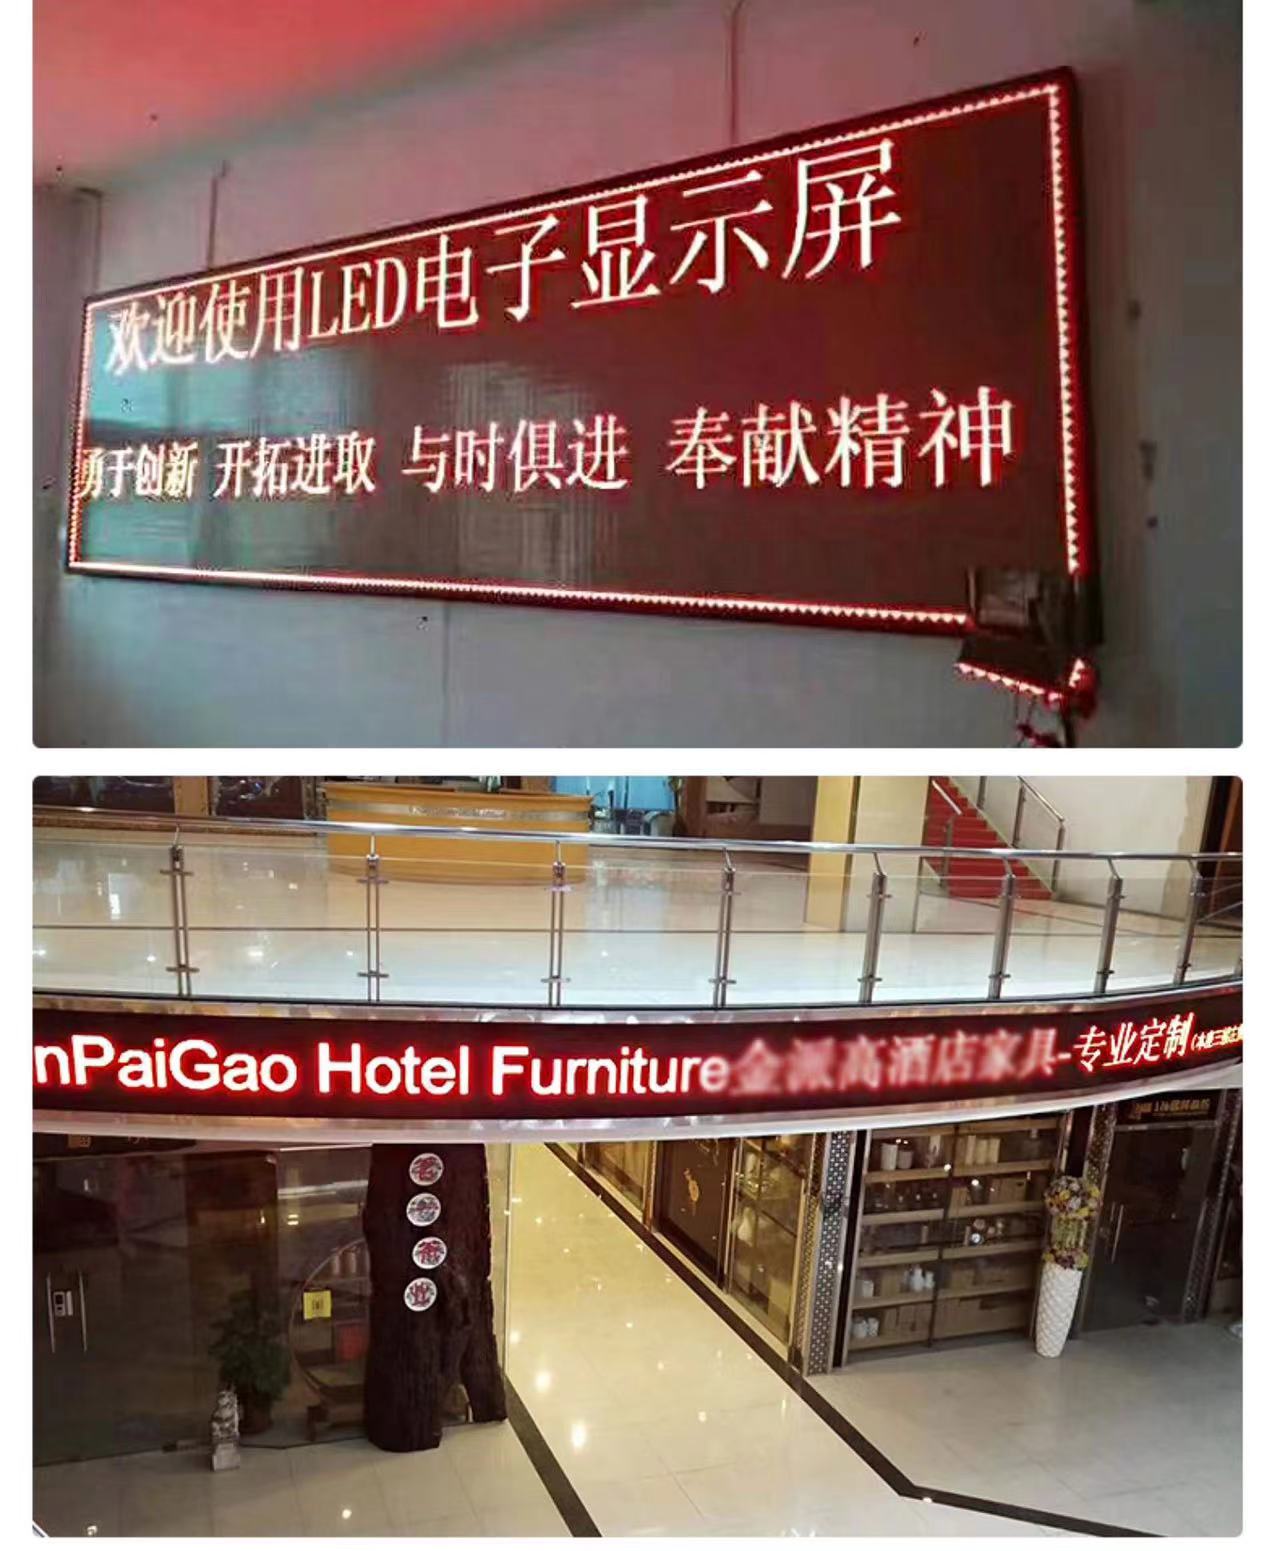 欢迎使用LED电子显示屏
勇于创新 开拓进取 与时俱进 奉献精神
nPaiGao Hotel Furniture金派高酒店家具-专业定制